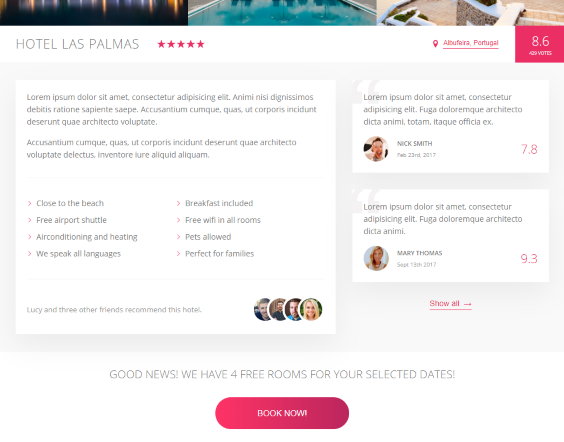 HOTEL LAS PALMAS
Albufeira, Portugal
8.6
429 VOTES
Lorem ipsum dolor sit amet, consectetur adipisicing elit. Animi nisi dignissimos
debitis ratione sapiente saepe. Accusantium cumque, quas, ut corporis incidunt
deserunt quae architecto voluptate.
Accusantium cumque, quas, ut corporis incidunt deserunt quae architecto
voluptate delectus, inventore iure aliquid aliquam.
Close to the beach
Free airport shuttle
Airconditioning and heating
We speak all languages
Breakfast included
Free wifi in all rooms
Pets allowed
Perfect for families
Lucy and three other friends recommend this hotel.
Lorem ipsum dolor sit amet, consectetur
adipisicing elit. Fuga doloremque architecto
dicta animi. totam, itaque officia ex.
NICK SMITH
Feb 23rd, 2017
7.8
Lorem ipsum dolor sit amet, consectetur
adipisicing elit. Fuga doloremque architecto
dicta animi.
MARY THOMAS
Sept 13th 2017
9.3
Show all →
GOOD NEWS! WE HAVE 4 FREE ROOMS FOR YOUR SELECTED DATES!
BOOK NOW!